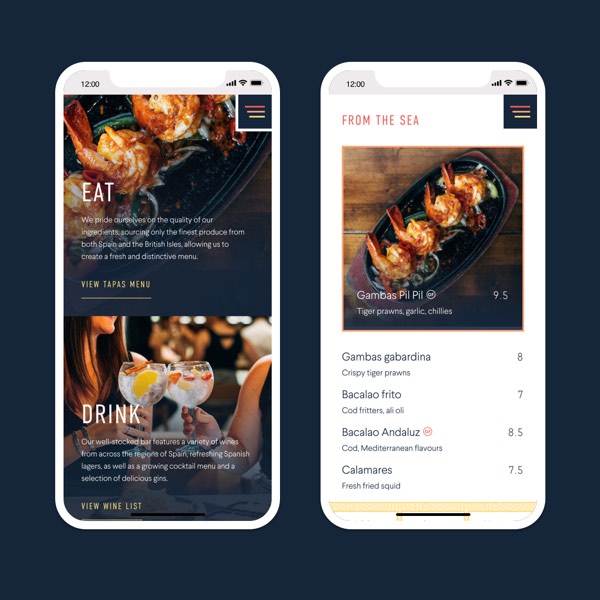 12:00
EAT
We pride ourselves on the quality of our
ingredients, sourcing only the finest produce from
both Spain and the British Isles, allowing us to
create a fresh and distinctive menu.
VIEW TAPAS MENU
DRINK
Our well-stocked bar features a variety of wines
from across the regions of Spain, refreshing Spanish
lagers, as well as a growing cocktail menu and a
selection of delicious gins.
VIEW WINE LIST
12:00
FROM THE SEA
Gambas Pil Pil GF 9.5
Tiger prawns, garlic, chillies
Gambas gabardina 8
Crispy tiger prawns
Bacalao frito 7
Cod fritters, ali oli
Bacalao Andaluz GF 8.5
Cod, Mediterranean flavours
Calamares 7.5
Fresh fried squid